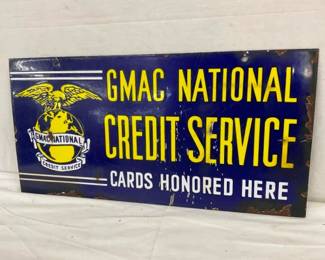 GMAC NATIONAL
CREDIT SERVICE
CARDS HONORED HERE
GMAC NATIONAL
CREDIT SERVICE